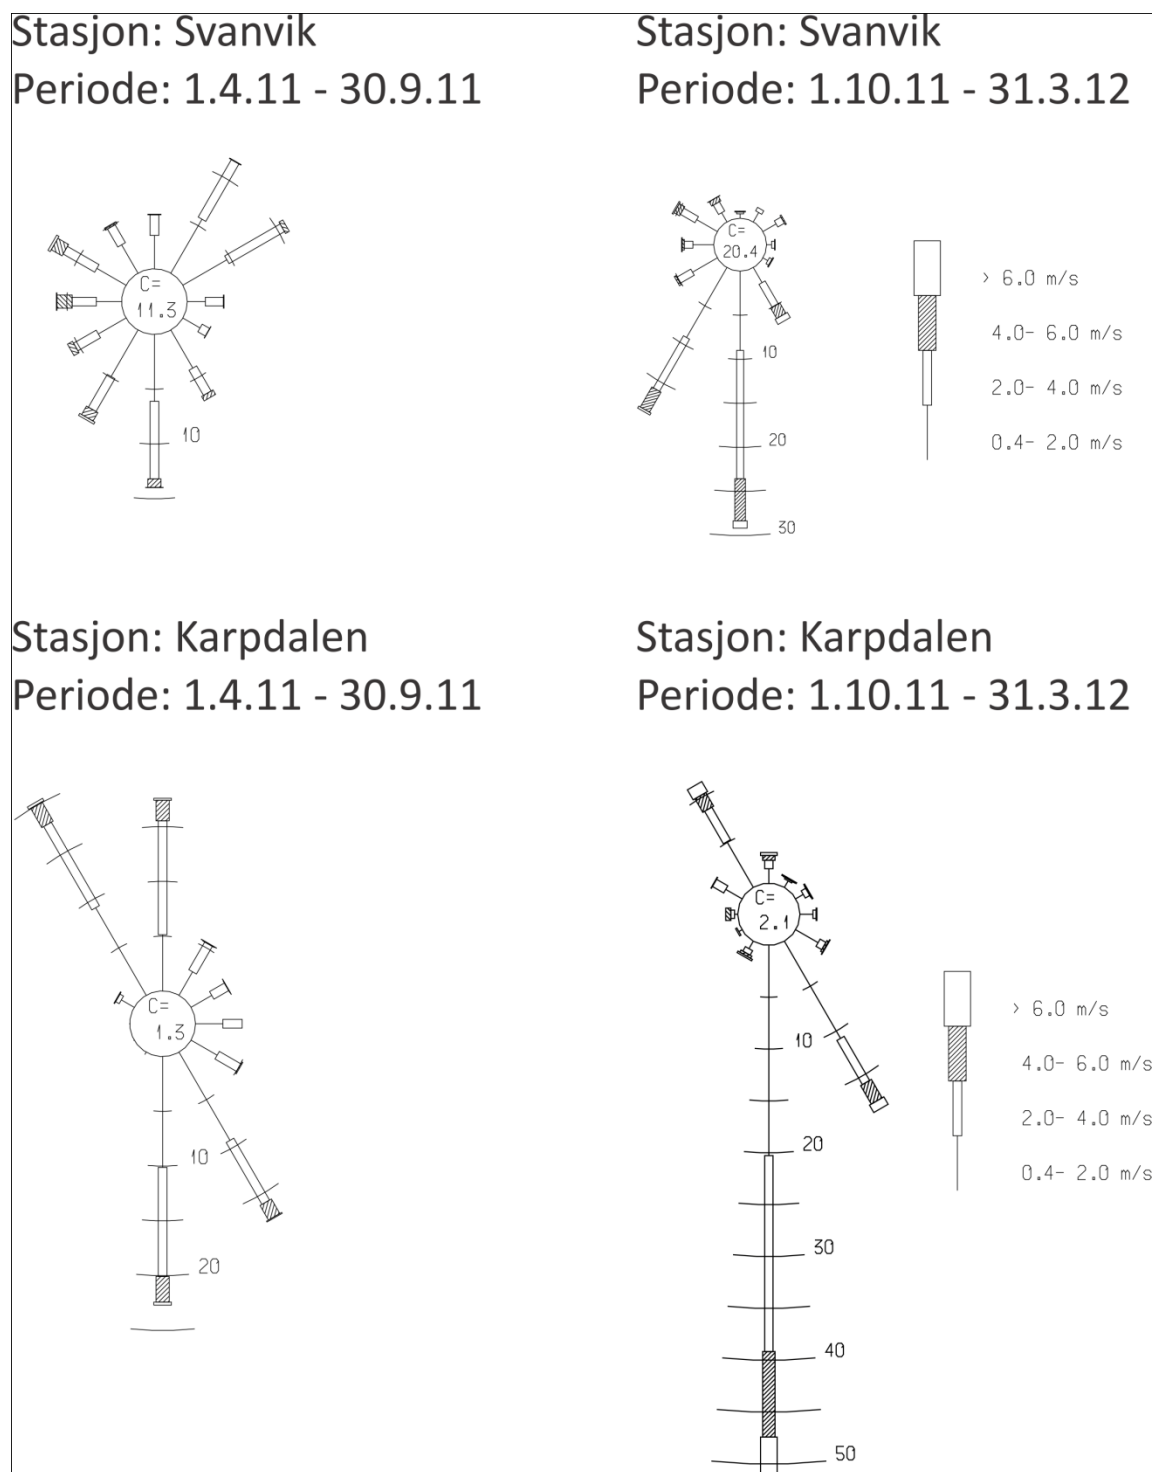 Stasjon: Svanvik
Periode: 1.4.11 - 30.9.11
C=
11.3
10
Stasjon: Svanvik
Periode: 1.10.11 - 31.3.12
C=
20.4
10
20
30
> 6.0 m/s
4.0- 6.0 m/s
2.0- 4.0 m/s
0.4- 2.0 m/s
Stasjon: Karpdalen
Periode: 1.4.11 - 30.9.11
C=
1.3
10
20
Stasjon: Karpdalen
Periode: 1.10.11 - 31.3.12
C=
2.1
10
20
30
40
50
> 6.0 m/s
4.0- 6.0 m/s
2.0- 4.0 m/s
0.4- 2.0 m/s